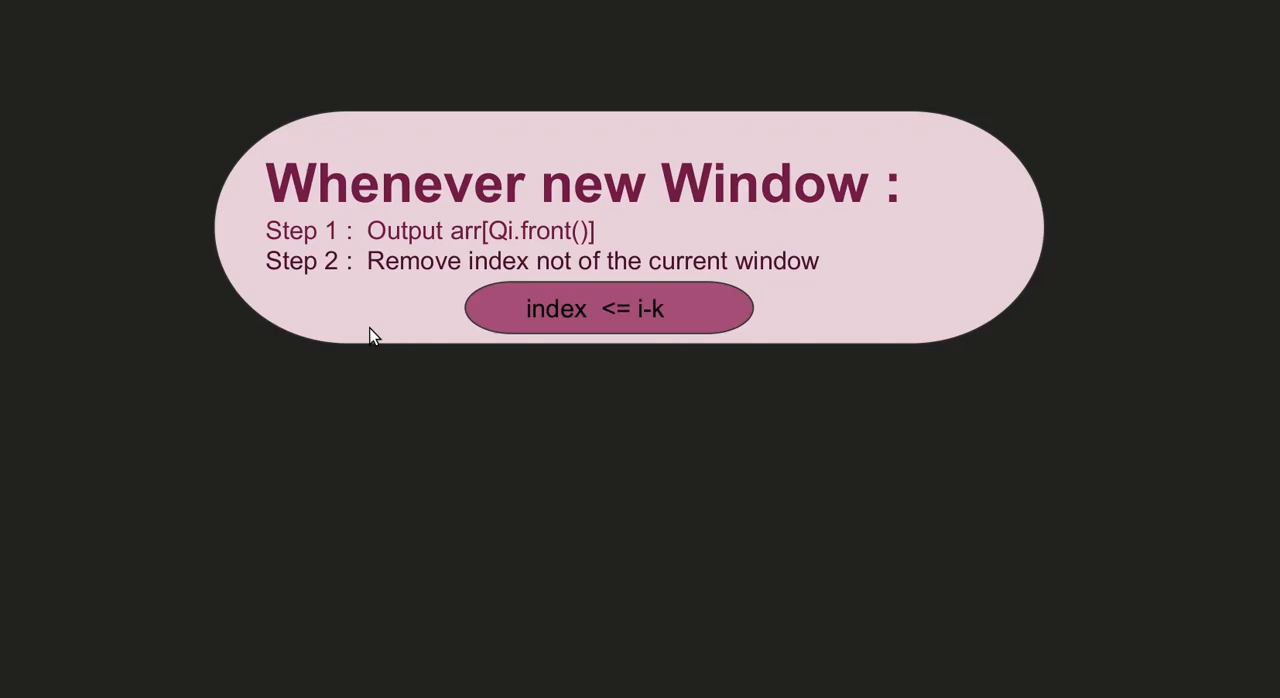 Whenever new Window :
Step 1 :  Output arr[Qi.front()]
Step 2 :  Remove index not of the current window
index  <= i-k